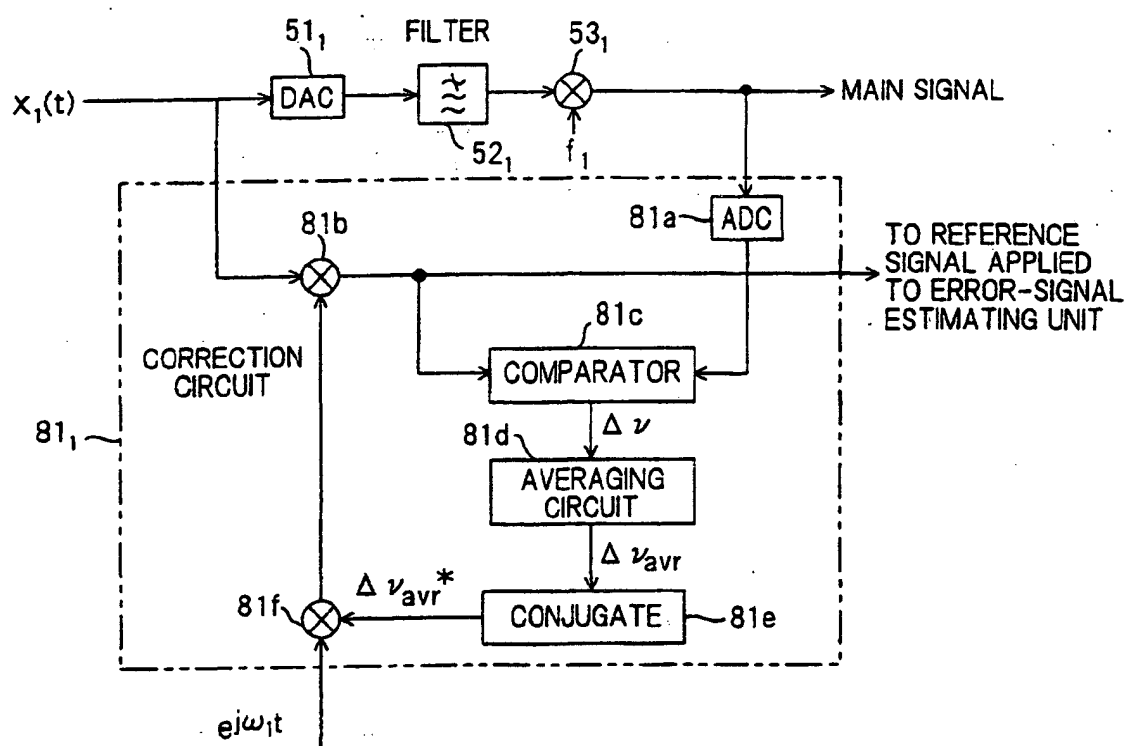 51₁
FILTER
53₁
x₁(t)
DAC
MAIN SIGNAL
52₁
f₁
81b
81a
ADC
TO REFERENCE
SIGNAL APPLIED
TO ERROR-SIGNAL
ESTIMATING UNIT
CORRECTION
CIRCUIT
81c
COMPARATOR
Δν
81₁
81d
AVERAGING
CIRCUIT
Δν_avr
Δν_avr*
81f
CONJUGATE
81e
e^jω₁t